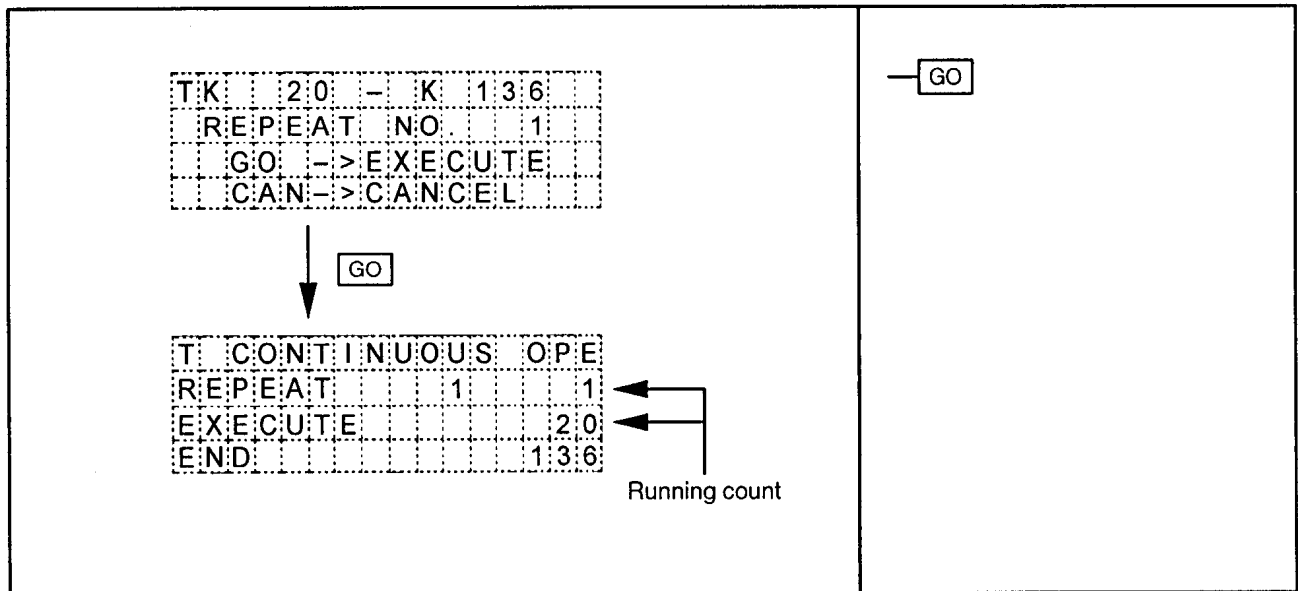 TK 20 - K 136
REPEAT NO. 1
GO ->EXECUTE
CAN->CANCEL
GO
T CONTINUOUS OPE
REPEAT 1 1
EXECUTE 20
END 136
Running count
GO